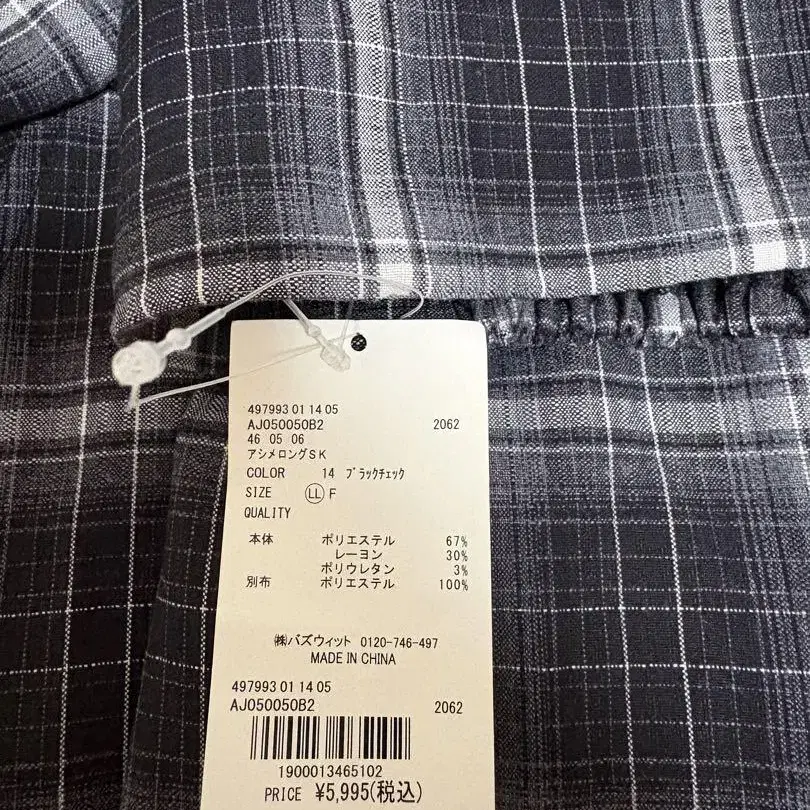 497993 01 14 05
AJ050050B2 2062
46 05 06
アシメロングSK
COLOR 14 ブラックチェック
SIZE LL F
QUALITY
本体 ポリエステル 67%
レーヨン 30%
ポリウレタン 3%
別布 ポリエステル 100%
㈱バズウィット 0120-746-497
MADE IN CHINA
497993 01 14 05
AJ050050B2 2062
1900013465102
PRICE ¥5,995(税込)